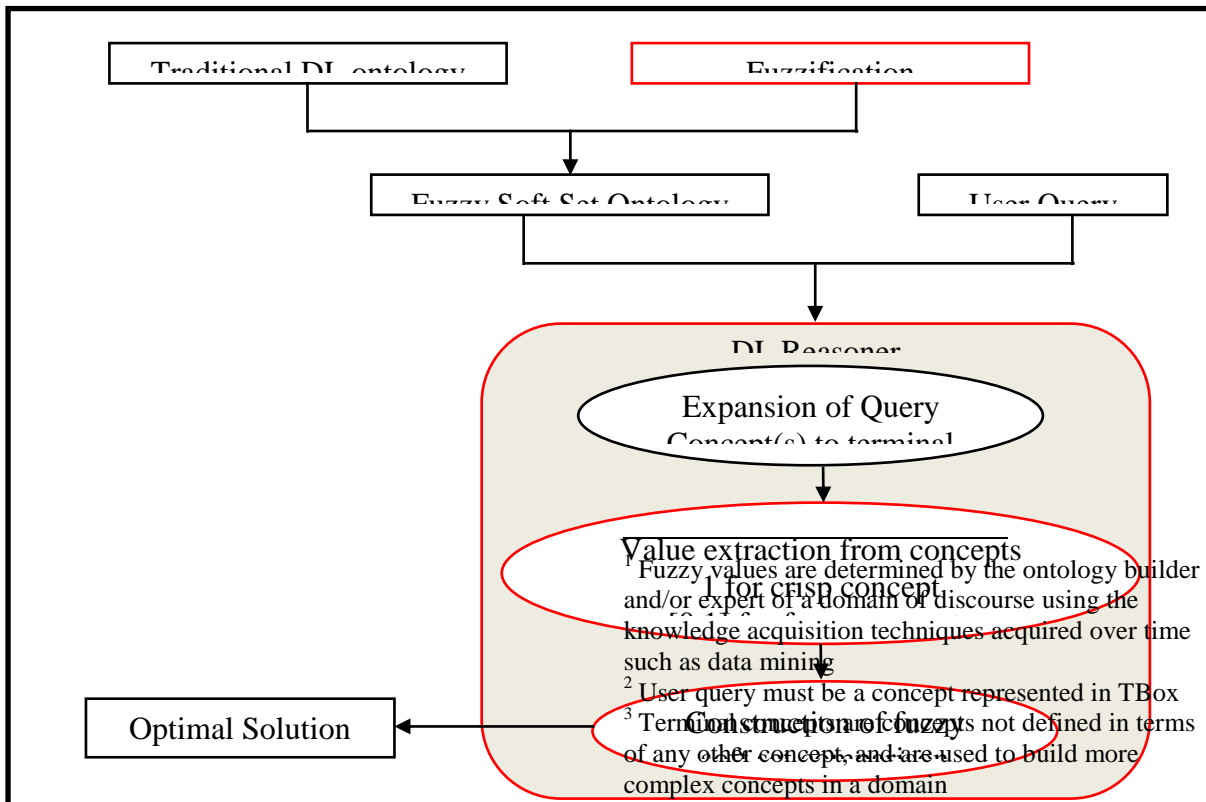 Traditional DL ontology
Fuzzification
Fuzzy Soft Set Ontology
User Query
DL Reasoner
Expansion of Query
Concept(s) to terminal
Value extraction from concepts
1 for crisp concept
Construction of fuzzy
Optimal Solution
1 Fuzzy values are determined by the ontology builder
and/or expert of a domain of discourse using the
knowledge acquisition techniques acquired over time
such as data mining
2 User query must be a concept represented in TBox
3 Terminal concepts are concepts not defined in terms
of any other concept, and are used to build more
complex concepts in a domain